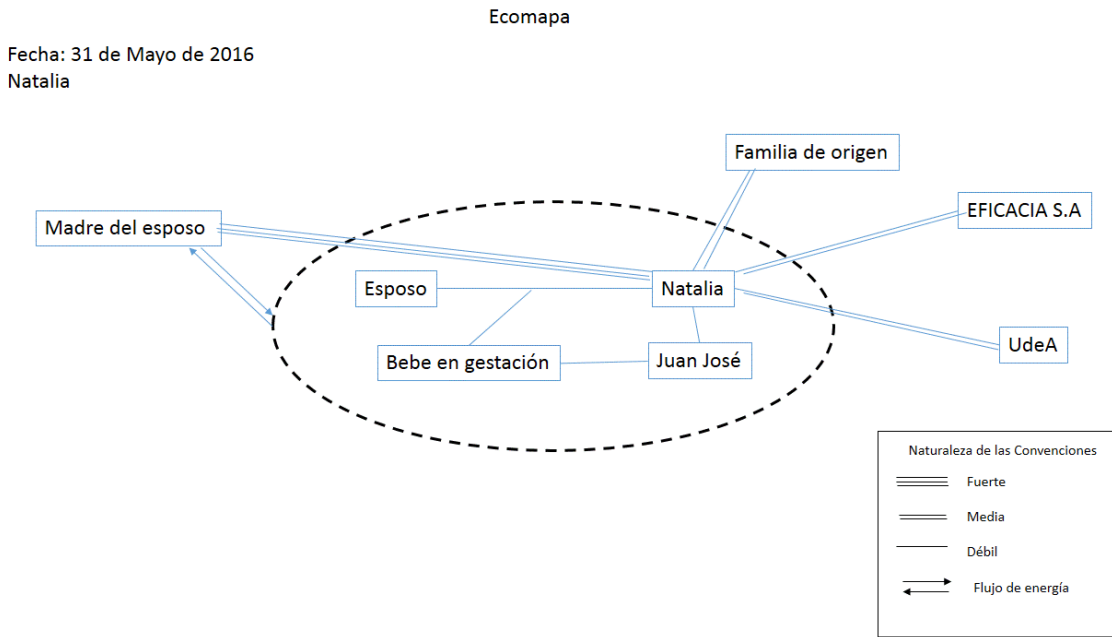 Ecomapa
Fecha: 31 de Mayo de 2016
Natalia
Familia de origen
EFICACIA S.A
Madre del esposo
Esposo
Natalia
UdeA
Bebe en gestación
Juan José
Naturaleza de las Convenciones
Fuerte
Media
Débil
Flujo de energía